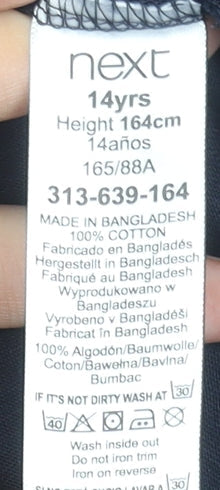 next
14yrs
Height 164cm
14años
165/88A
313-639-164
MADE IN BANGLADESH
100% COTTON
Fabricado en Bangladés
Hergestellt in Bangladesch
Fabriqué au Bangladesh
Wyprodukowano w
Bangladeszu
Vyrobeno v Bangladéši
Fabricat în Bangladesh
100% Algodón/Baumwolle/
Coton/Bawełna/Bavlna/
Bumbac
IF IT'S NOT DIRTY WASH AT 30
40
Wash inside out
Do not iron trim
Iron on reverse
30